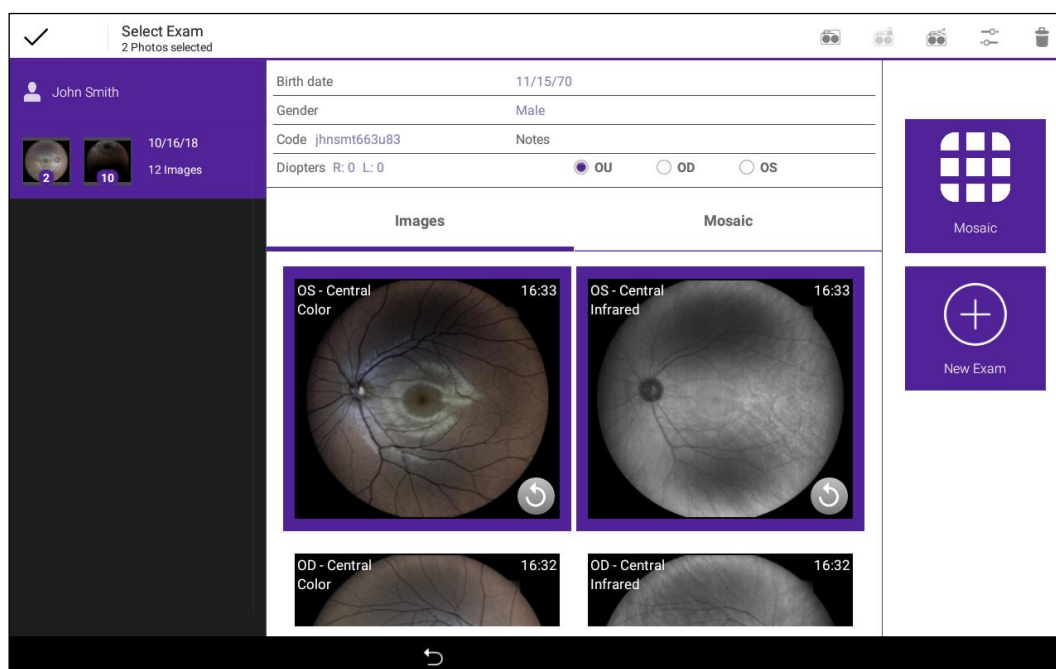 Select Exam
2 Photos selected
John Smith
2
10
10/16/18
12 Images
Birth date 11/15/70
Gender Male
Code jhnsmt663u83 Notes
Diopters R: 0 L: 0 OU OD OS
Images Mosaic
OS - Central 16:33
Color
OS - Central 16:33
Infrared
OD - Central 16:32
Color
OD - Central 16:32
Infrared
Mosaic
New Exam